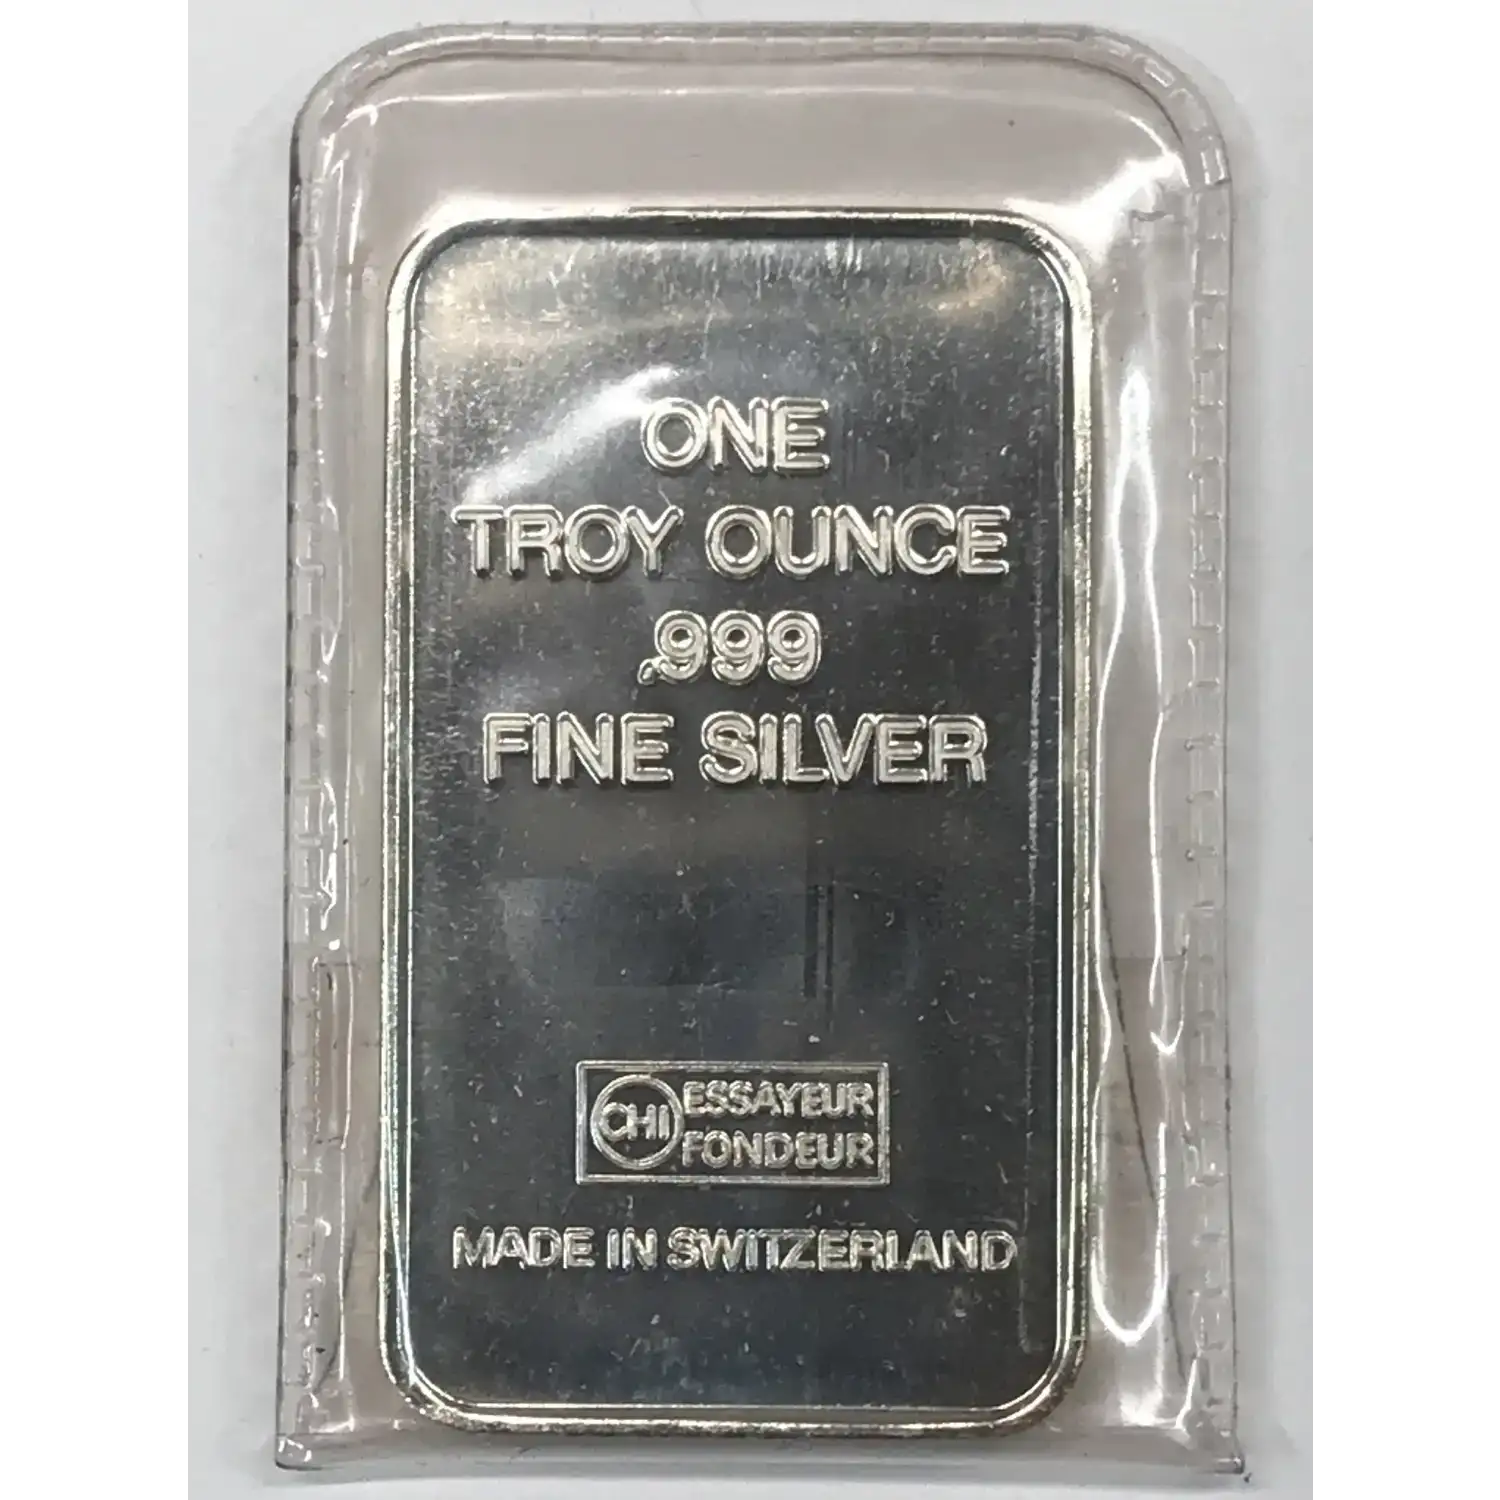 ONE
TROY OUNCE
.999
FINE SILVER
CHI ESSAYEUR
FONDEUR
MADE IN SWITZERLAND